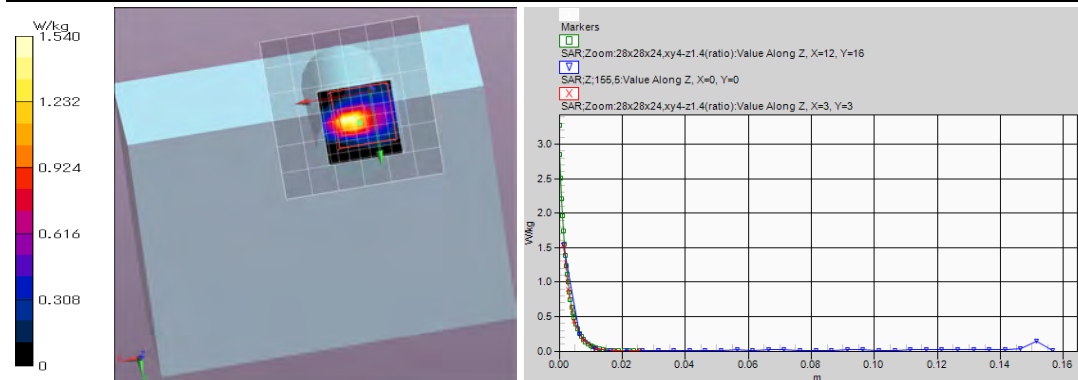 W/kg
1.540
1.232
0.924
0.616
0.308
0
Markers
SAR;Zoom:28x28x24,xy4-z1.4(ratio):Value Along Z, X=12, Y=16
SAR;Z;155,5:Value Along Z, X=0, Y=0
SAR;Zoom:28x28x24,xy4-z1.4(ratio):Value Along Z, X=3, Y=3
W/kg
3.0
2.5
2.0
1.5
1.0
0.5
0.0
0.00 0.02 0.04 0.06 0.08 0.10 0.12 0.14 0.16
m